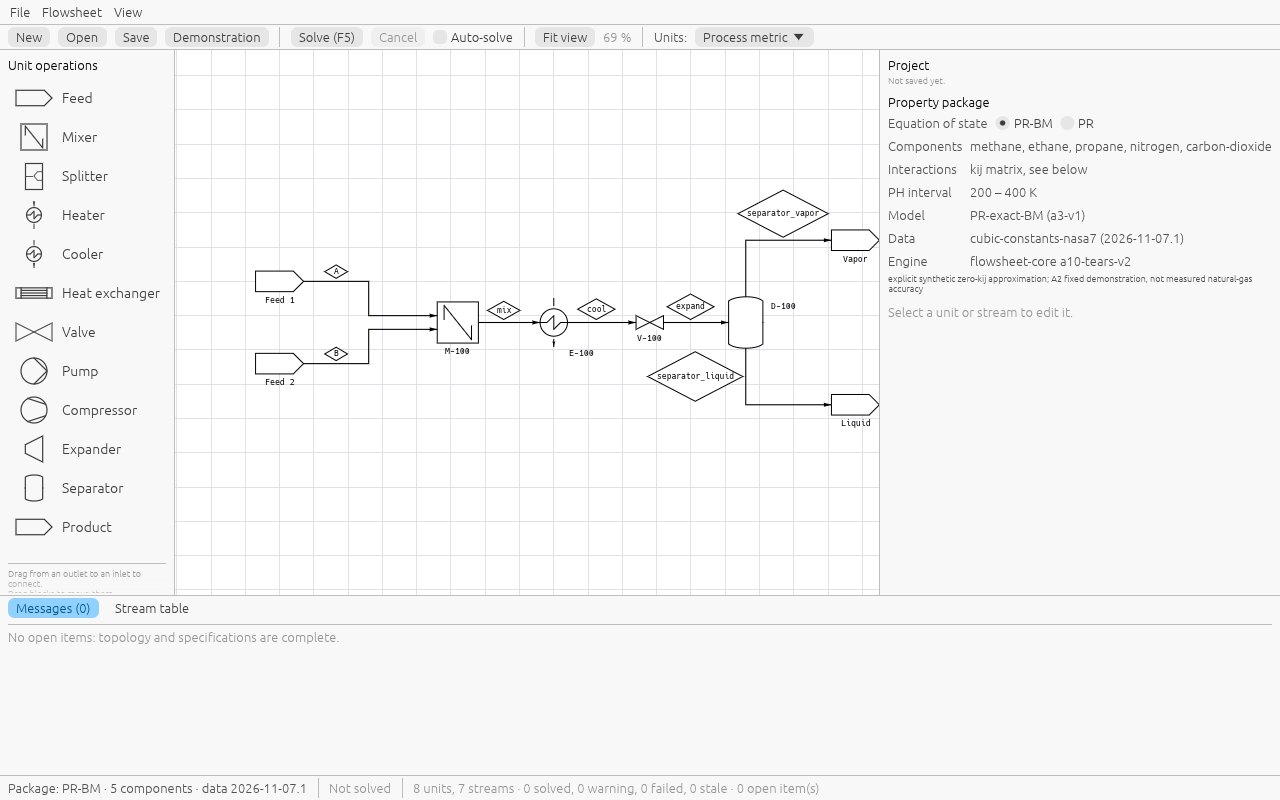 File Flowsheet View
New Open Save Demonstration Solve (F5) Cancel Auto-solve Fit view 69 % Units: Process metric
Unit operations
Feed
Mixer
Splitter
Heater
Cooler
Heat exchanger
Valve
Pump
Compressor
Expander
Separator
Product
Drag from an outlet to an inlet to
connect.
Feed 1
A
Feed 2
B
M-100
mix
E-100
cool
V-100
expand
D-100
separator_vapor
Vapor
separator_liquid
Liquid
Project
Not saved yet.
Property package
Equation of state PR-BM PR
Components methane, ethane, propane, nitrogen, carbon-dioxide
Interactions kij matrix, see below
PH interval 200 – 400 K
Model PR-exact-BM (a3-v1)
Data cubic-constants-nasa7 (2026-11-07.1)
Engine flowsheet-core a10-tears-v2
explicit synthetic zero-kij approximation; A2 fixed demonstration, not measured natural-gas
accuracy
Select a unit or stream to edit it.
Messages (0) Stream table
No open items: topology and specifications are complete.
Package: PR-BM · 5 components · data 2026-11-07.1 Not solved 8 units, 7 streams · 0 solved, 0 warning, 0 failed, 0 stale · 0 open item(s)